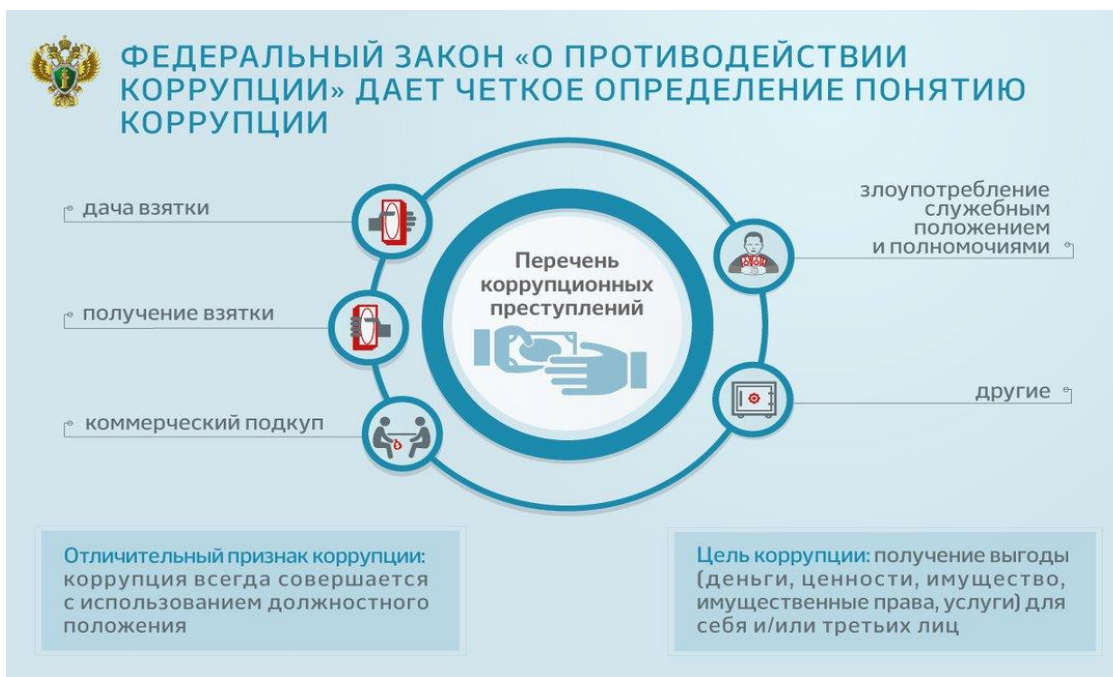 ФЕДЕРАЛЬНЫЙ ЗАКОН «О ПРОТИВОДЕЙСТВИИ
КОРРУПЦИИ» ДАЕТ ЧЕТКОЕ ОПРЕДЕЛЕНИЕ ПОНЯТИЮ
КОРРУПЦИИ
дача взятки
получение взятки
коммерческий подкуп
Перечень
коррупционных
преступлений
злоупотребление
служебным
положением
и полномочиями
другие
Отличительный признак коррупции:
коррупция всегда совершается
с использованием должностного
положения
Цель коррупции: получение выгоды
(деньги, ценности, имущество,
имущественные права, услуги) для
себя и/или третьих лиц